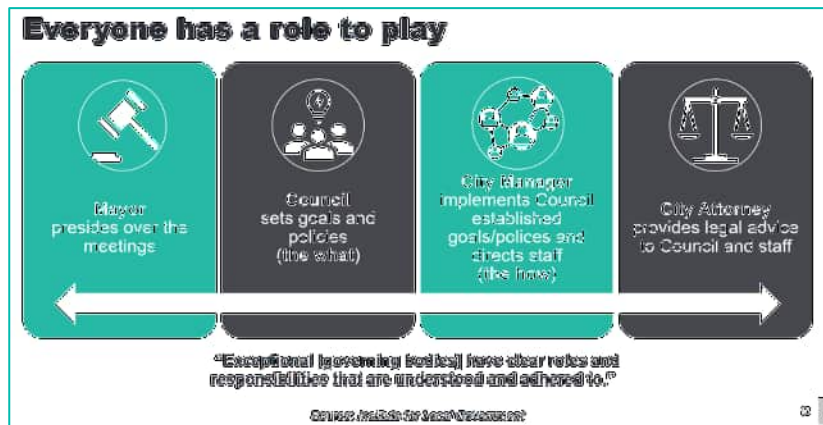 Everyone has a role to play
Mayor
presides over the
meetings
Council
sets goals and
policies
(the what)
City Manager
implements Council
established
goals/polices and
directs staff
(the how)
City Attorney
provides legal advice
to Council and staff
"Exceptional [governing bodies] have clear roles and
responsibilities that are understood and adhered to."
Source: Institute for Local Government